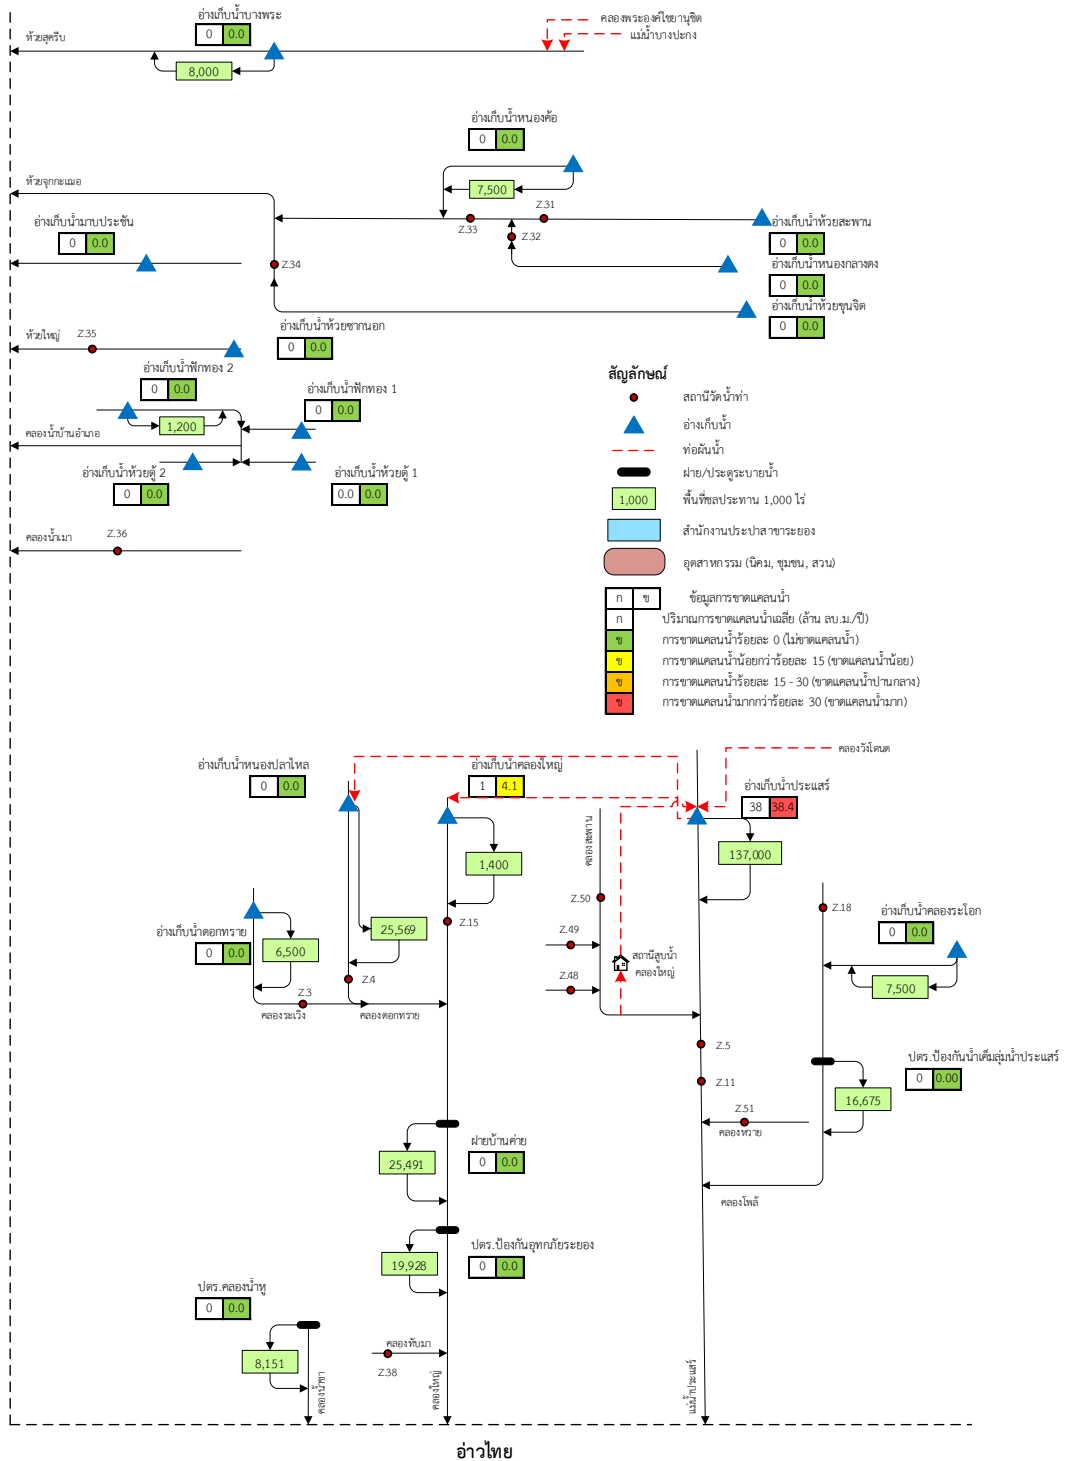 อ่างเก็บน้ำบางพระ
0 0.0
คลองพระองค์ไชยานุชิต
แม่น้ำบางปะกง
ห้วยสุครีบ
8,000
อ่างเก็บน้ำหนองค้อ
0 0.0
ห้วยจุกกะเฌอ
7,500
Z.31
Z.33
Z.32
อ่างเก็บน้ำมาบประชัน
0 0.0
อ่างเก็บน้ำห้วยสะพาน
0 0.0
Z.34
อ่างเก็บน้ำหนองกลางดง
0 0.0
อ่างเก็บน้ำห้วยขุนจิต
0 0.0
ห้วยใหญ่
Z.35
อ่างเก็บน้ำห้วยซากนอก
0 0.0
อ่างเก็บน้ำฟักทอง 2
0 0.0
อ่างเก็บน้ำฟักทอง 1
0 0.0
1,200
คลองน้ำบ้านอำเภอ
อ่างเก็บน้ำห้วยตู้ 2
0 0.0
อ่างเก็บน้ำห้วยตู้ 1
0.0 0.0
Z.36
คลองน้ำเมา
สัญลักษณ์
สถานีวัดน้ำท่า
อ่างเก็บน้ำ
ท่อผันน้ำ
ฝาย/ประตูระบายน้ำ
1,000 พื้นที่ชลประทาน 1,000 ไร่
สำนักงานประปาสาขาระยอง
อุตสาหกรรม (นิคม, ชุมชน, สวน)
ก ข ข้อมูลการขาดแคลนน้ำ
ก ปริมาณการขาดแคลนน้ำเฉลี่ย (ล้าน ลบ.ม./ปี)
ข การขาดแคลนน้ำร้อยละ 0 (ไม่ขาดแคลนน้ำ)
ข การขาดแคลนน้ำน้อยกว่าร้อยละ 15 (ขาดแคลนน้ำน้อย)
ข การขาดแคลนน้ำร้อยละ 15 - 30 (ขาดแคลนน้ำปานกลาง)
ข การขาดแคลนน้ำมากกว่าร้อยละ 30 (ขาดแคลนน้ำมาก)
คลองวังโตนด
อ่างเก็บน้ำหนองปลาไหล
0 0.0
อ่างเก็บน้ำคลองใหญ่
1 4.1
อ่างเก็บน้ำประแสร์
38 38.4
คลองสะพาน
137,000
1,400
Z.50
Z.18
อ่างเก็บน้ำคลองระโอก
0 0.0
25,569
Z.15
อ่างเก็บน้ำดอกทราย
0 0.0
6,500
Z.49
สถานีสูบน้ำ
คลองใหญ่
Z.48
Z.4
Z.3
7,500
คลองระเวิง
คลองดอกทราย
Z.5
ปตร.ป้องกันน้ำเค็มลุ่มน้ำประแสร์
0 0.00
Z.11
16,675
Z.51
คลองหวาย
ฝายบ้านค่าย
0 0.0
25,491
คลองโพล้
ปตร.ป้องกันอุทกภัยระยอง
0 0.0
19,928
ปตร.คลองน้ำหู
0 0.0
คลองทับมา
8,151
Z.38
คลองน้ำชา
คลองใหญ่
แม่น้ำประแสร์
อ่าวไทย